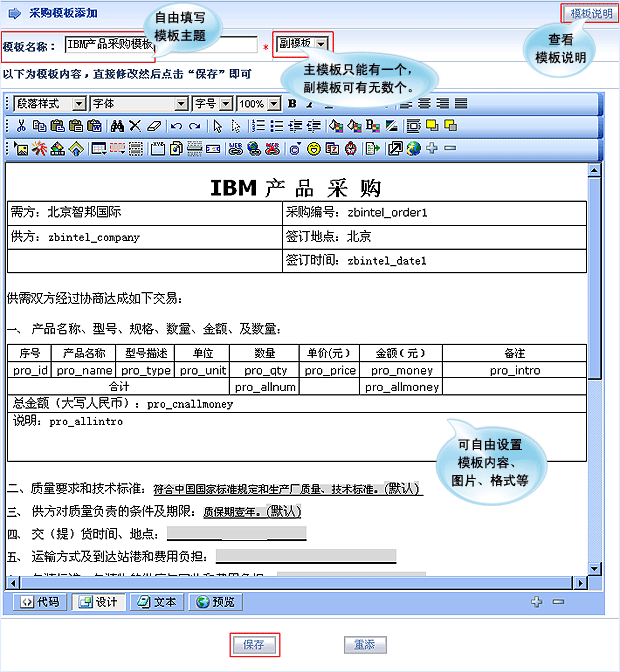 采购模板添加
自由填写
模板主题
模板说明
模板名称： IBM产品采购模板 * 副模板
查看
模板说明
主模板只能有一个，
副模板可有无数个。
以下为模板内容，直接修改然后点击“保存”即可
段落样式 字体 字号 100% B
IBM 产 品 采 购
需方：北京智邦国际 采购编号：zbintel_order1
供方：zbintel_company 签订地点：北京
签订时间：zbintel_date1
供需双方经过协商达成如下交易：
一、产品名称、型号、规格、数量、金额、及数量：
序号 产品名称 型号描述 单位 数量 单价(元) 金额（元） 备注
pro_id pro_name pro_type pro_unit pro_qty pro_price pro_money pro_intro
合计 pro_allnum pro_allmoney
总金额（大写人民币）：pro_cnallmoney
说明：pro_allintro
可自由设置
模板内容、
图片、格式等
二、质量要求和技术标准：符合中国国家标准规定和生产厂质量、技术标准。(默认)
三、供方对质量负责的条件及期限：质保期壹年。(默认)
四、交（提）货时间、地点：
五、运输方式及到达站港和费用负担：
代码 设计 文本 预览
保存 重添